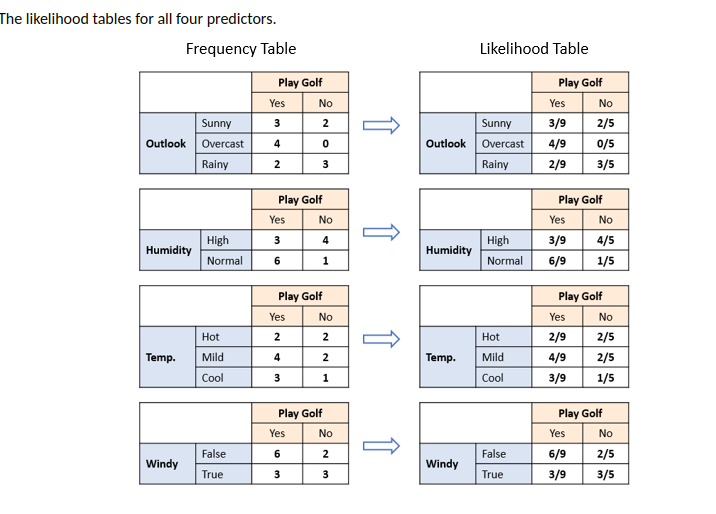 The likelihood tables for all four predictors.
Frequency Table Likelihood Table
Play Golf Play Golf
Yes No Yes No
Sunny 3 2 Sunny 3/9 2/5
Outlook Overcast 4 0 Outlook Overcast 4/9 0/5
Rainy 2 3 Rainy 2/9 3/5
Play Golf Play Golf
Yes No Yes No
High 3 4 High 3/9 4/5
Humidity Humidity
Normal 6 1 Normal 6/9 1/5
Play Golf Play Golf
Yes No Yes No
Hot 2 2 Hot 2/9 2/5
Temp. Mild 4 2 Temp. Mild 4/9 2/5
Cool 3 1 Cool 3/9 1/5
Play Golf Play Golf
Yes No Yes No
False 6 2 False 6/9 2/5
Windy Windy
True 3 3 True 3/9 3/5